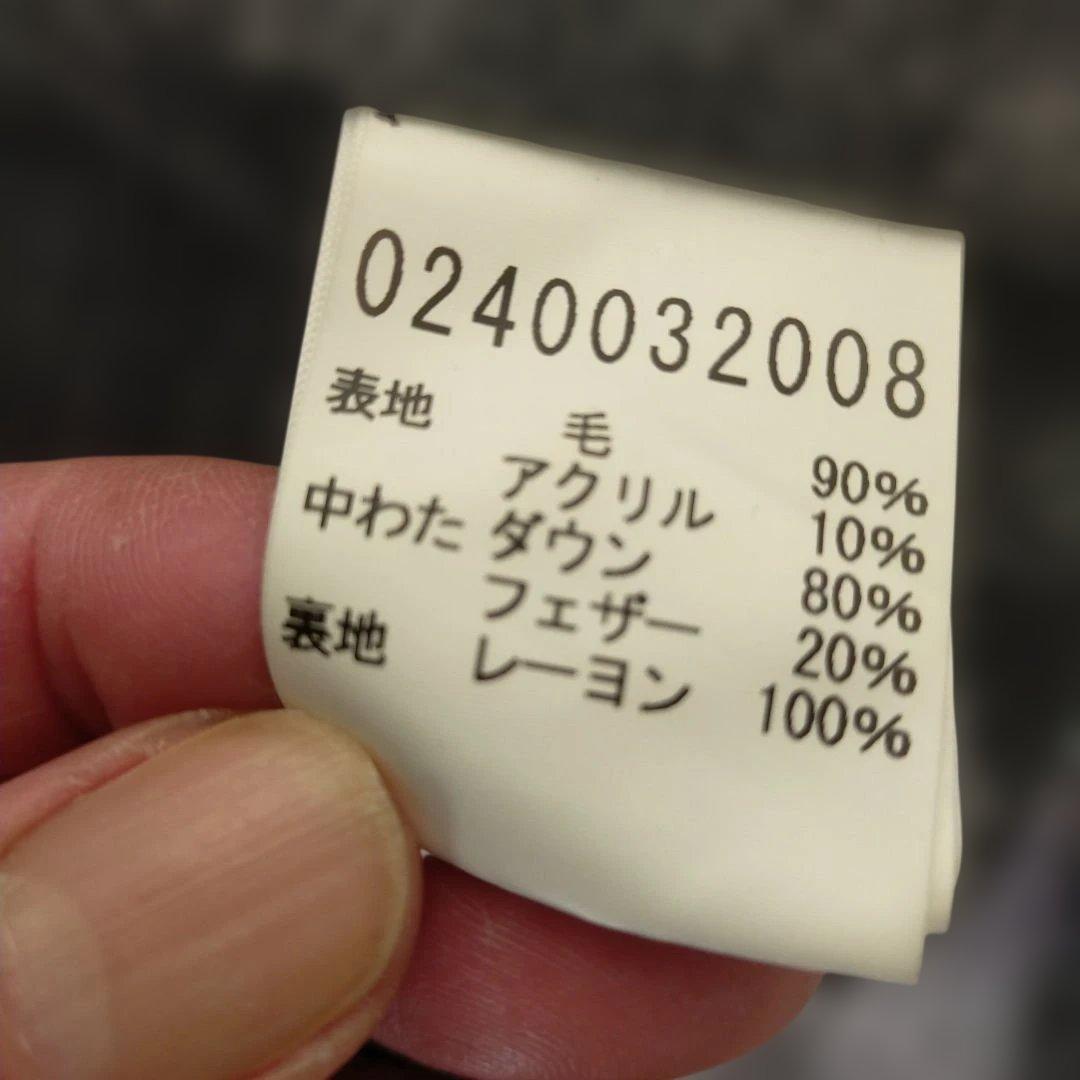 0240032008
表地 毛 90%
アクリル 10%
中わた ダウン 80%
フェザー 20%
裏地 レーヨン 100%